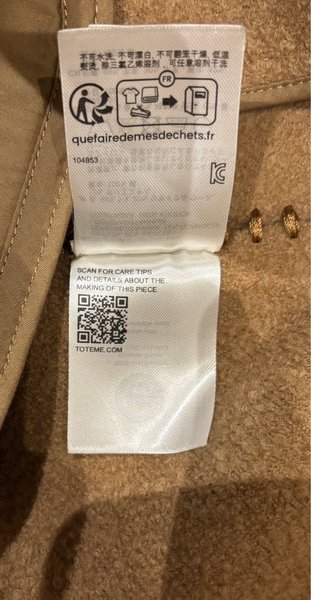 不可水洗, 不可漂白, 不可翻笼干燥, 低温
熨烫, 除三氯乙烯溶剂外, 可任意溶剂干洗
FR
quefairedemesdechets.fr
104853
SCAN FOR CARE TIPS
AND DETAILS ABOUT THE
MAKING OF THIS PIECE
TOTEME.COM